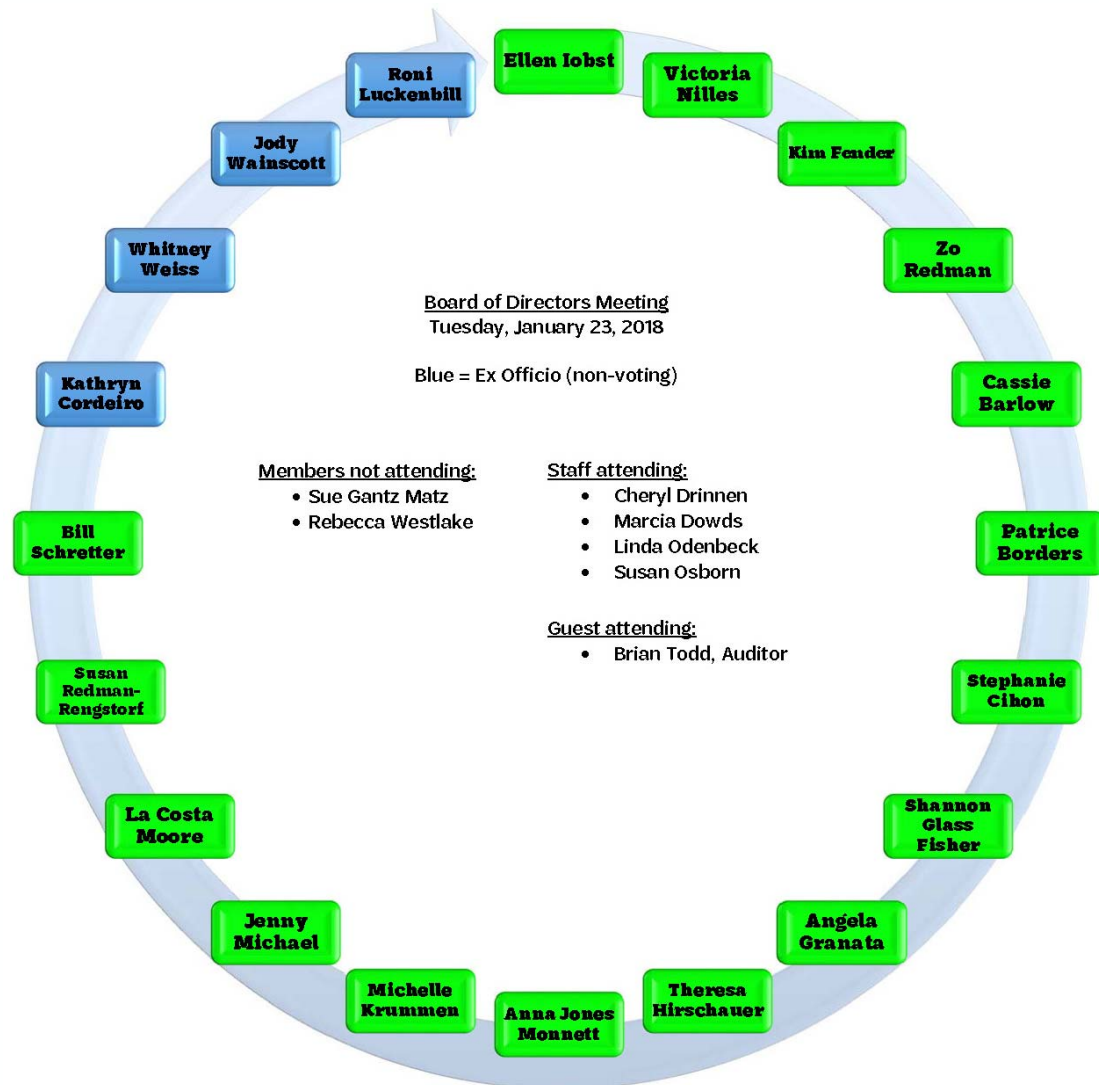 Ellen Iobst
Victoria
Nilles
Kim Fender
Zo
Redman
Cassie
Barlow
Patrice
Borders
Stephanie
Cihon
Shannon
Glass
Fisher
Angela
Granata
Theresa
Hirschauer
Anna Jones
Monnett
Michelle
Krummen
Jenny
Michael
La Costa
Moore
Susan
Redman-
Rengstorf
Bill
Schretter
Kathryn
Cordeiro
Whitney
Weiss
Jody
Wainscott
Roni
Luckenbill
Board of Directors Meeting
Tuesday, January 23, 2018
Blue = Ex Officio (non-voting)
Members not attending:
• Sue Gantz Matz
• Rebecca Westlake
Staff attending:
• Cheryl Drinnen
• Marcia Dowds
• Linda Odenbeck
• Susan Osborn
Guest attending:
• Brian Todd, Auditor